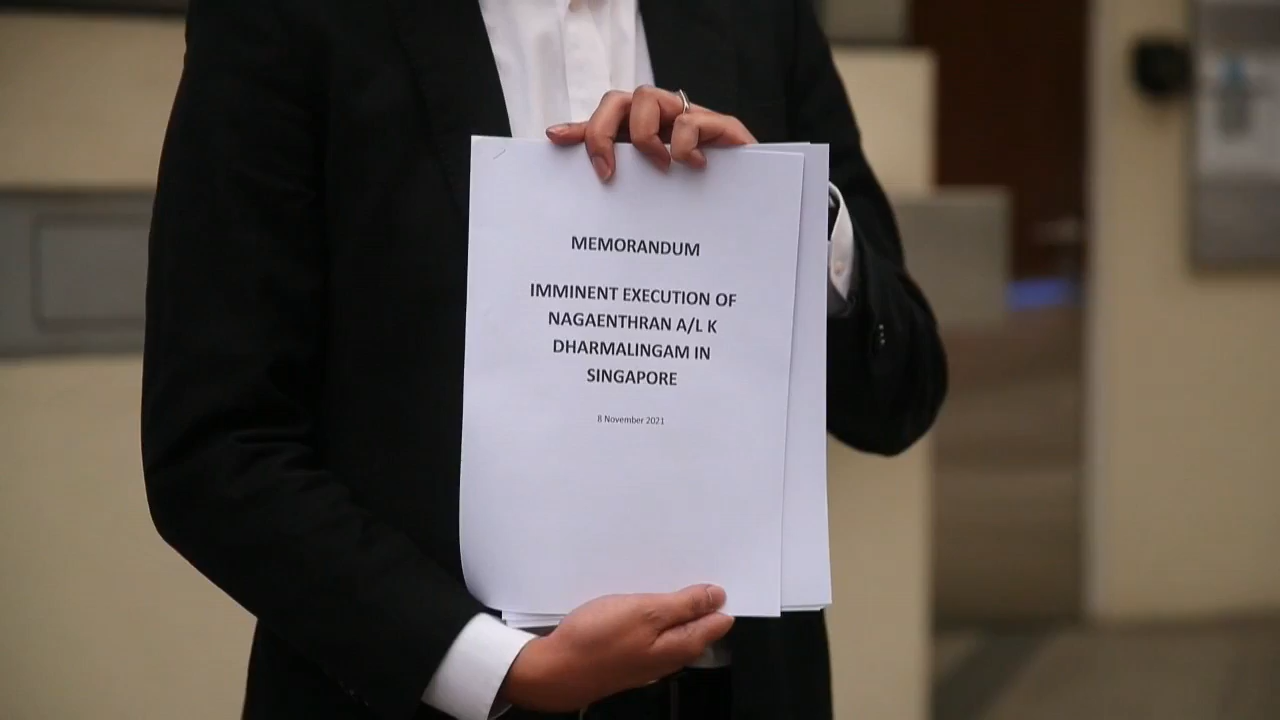 MEMORANDUM
IMMINENT EXECUTION OF
NAGAENTHRAN A/L K
DHARMALINGAM IN
SINGAPORE
8 November 2021